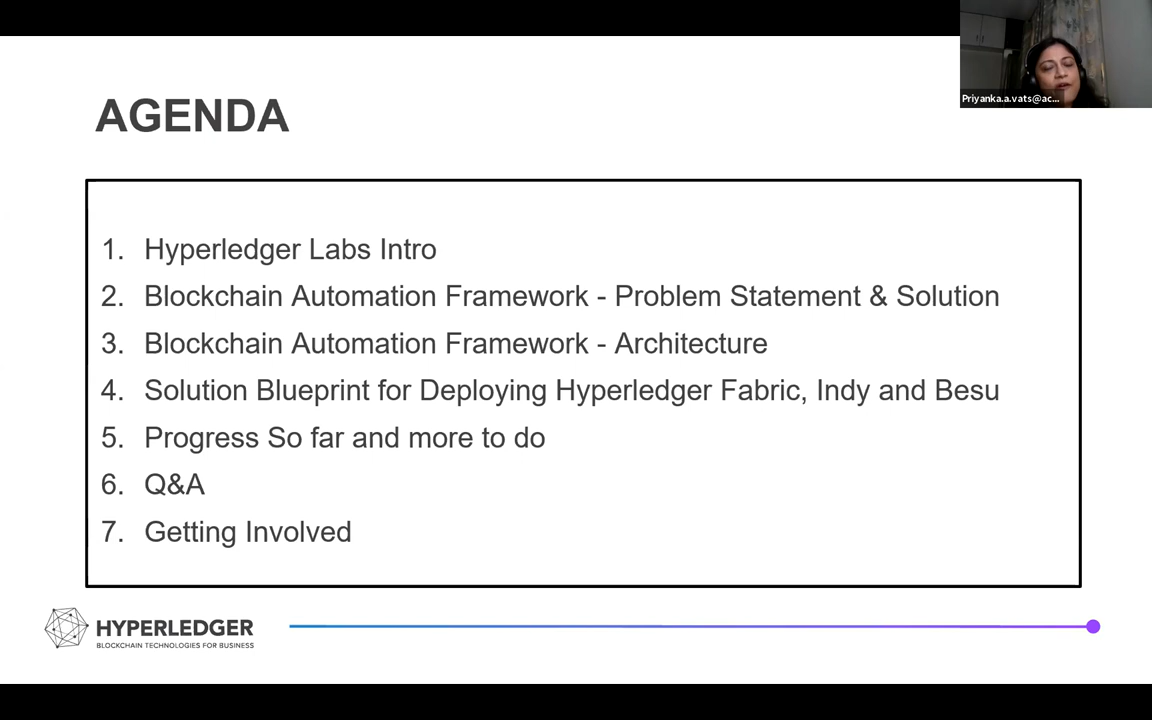 Priyanka.a.vats@ac...
AGENDA
1. Hyperledger Labs Intro
2. Blockchain Automation Framework - Problem Statement & Solution
3. Blockchain Automation Framework - Architecture
4. Solution Blueprint for Deploying Hyperledger Fabric, Indy and Besu
5. Progress So far and more to do
6. Q&A
7. Getting Involved
HYPERLEDGER
BLOCKCHAIN TECHNOLOGIES FOR BUSINESS